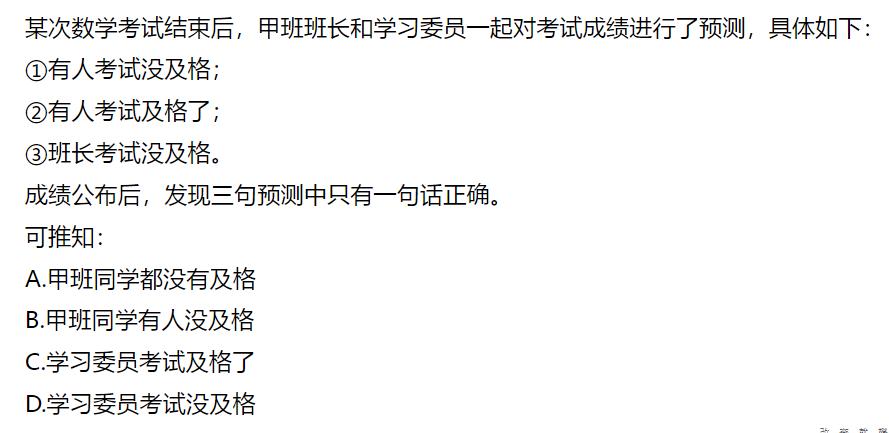 某次数学考试结束后，甲班班长和学习委员一起对考试成绩进行了预测，具体如下：
①有人考试没及格；
②有人考试及格了；
③班长考试没及格。
成绩公布后，发现三句预测中只有一句话正确。
可推知：
A.甲班同学都没有及格
B.甲班同学有人没及格
C.学习委员考试及格了
D.学习委员考试没及格